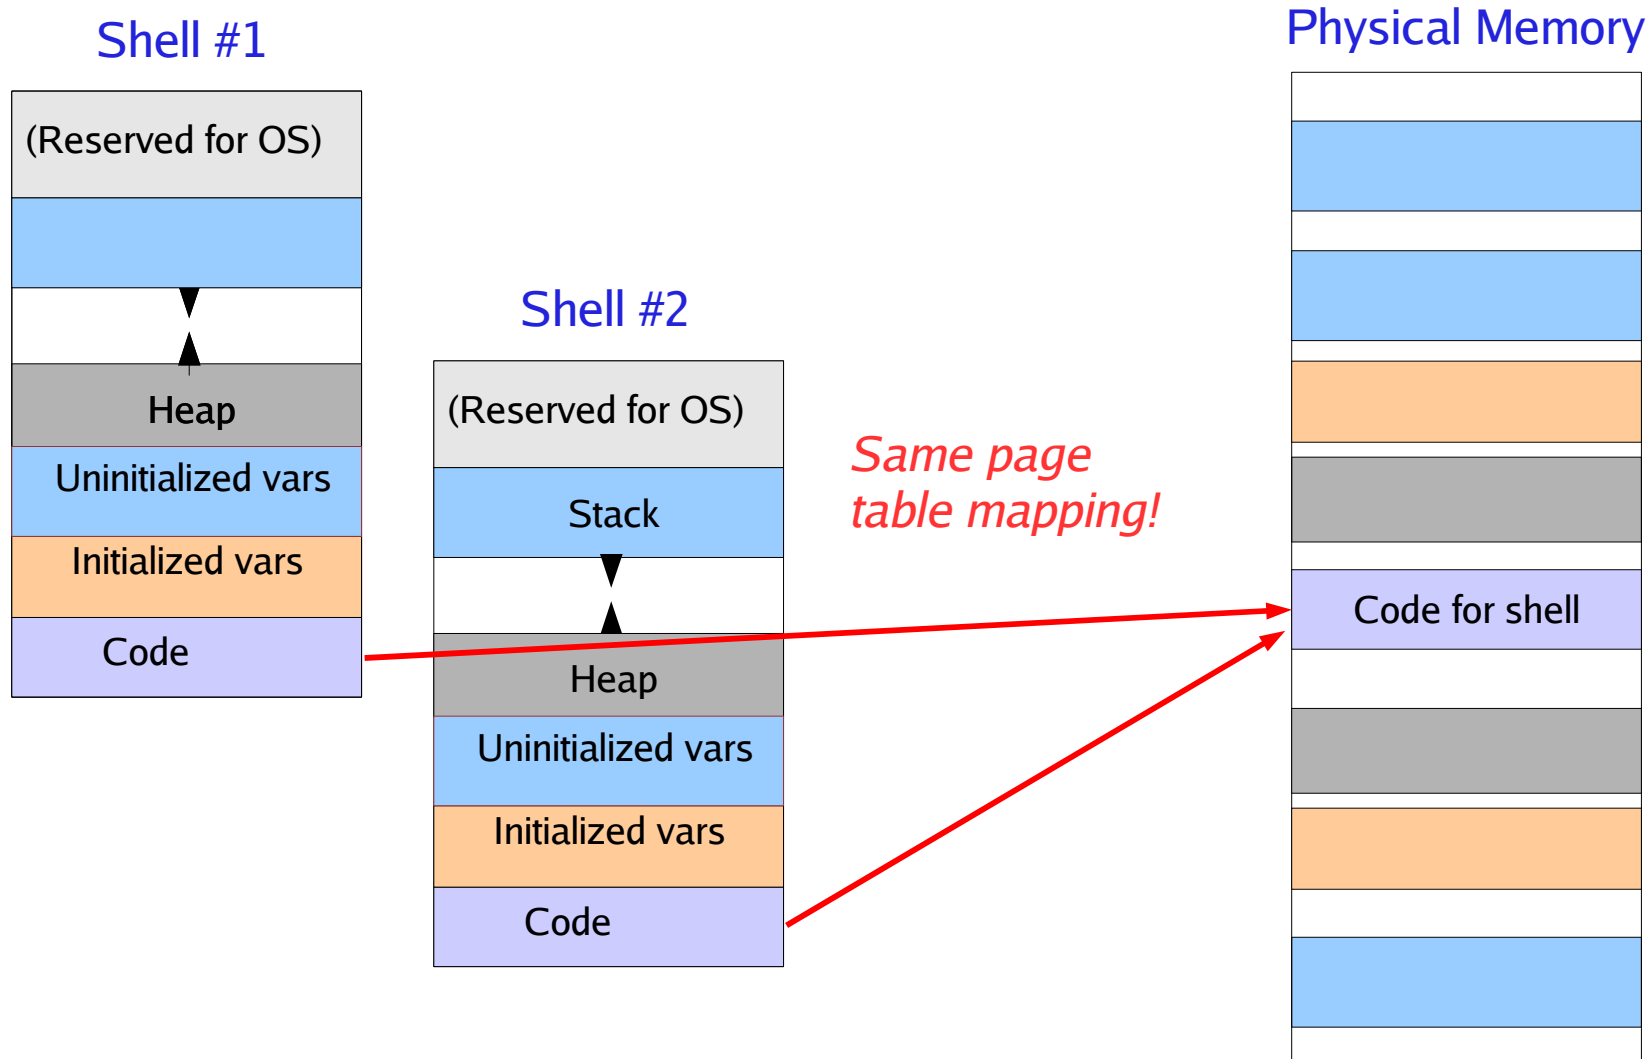 Shell #1
(Reserved for OS)
Heap
Uninitialized vars
Initialized vars
Code
Shell #2
(Reserved for OS)
Stack
Heap
Uninitialized vars
Initialized vars
Code
Same page
table mapping!
Physical Memory
Code for shell